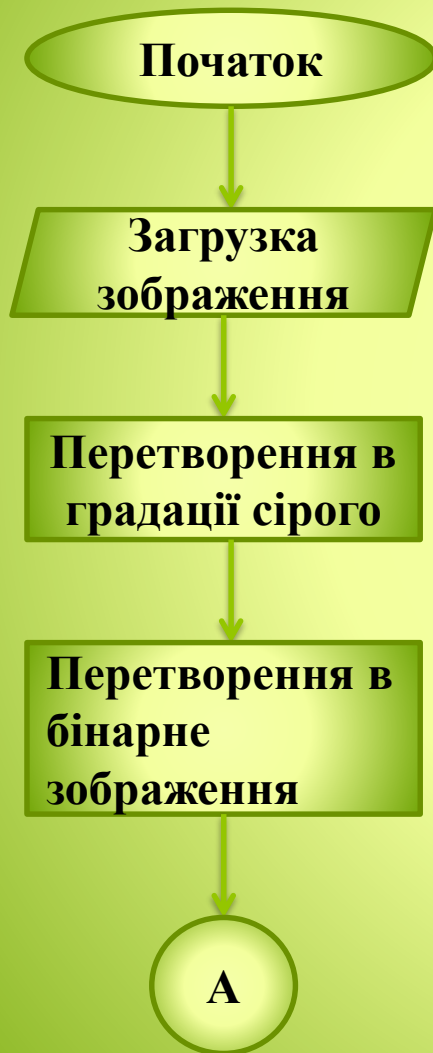 Початок
Загрузка
зображення
Перетворення в
градації сірого
Перетворення в
бінарне
зображення
А